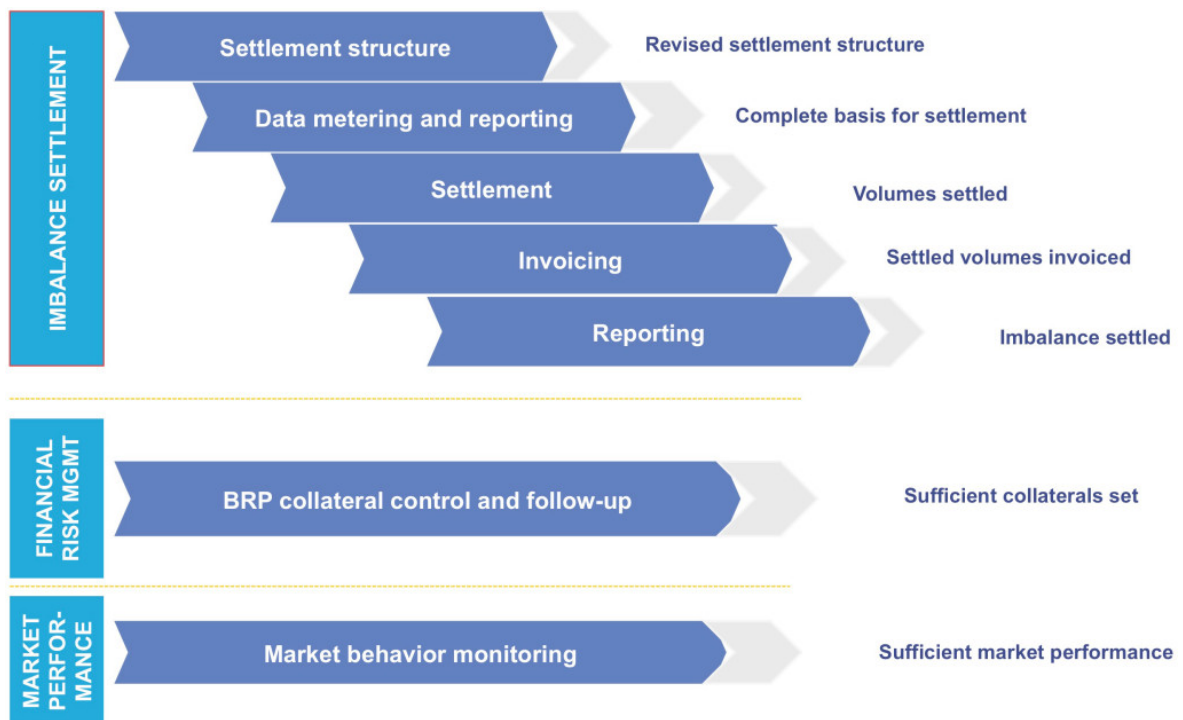 IMBALANCE SETTLEMENT
Settlement structure
Revised settlement structure
Data metering and reporting
Complete basis for settlement
Settlement
Volumes settled
Invoicing
Settled volumes invoiced
Reporting
Imbalance settled
FINANCIAL
RISK MGMT
BRP collateral control and follow-up
Sufficient collaterals set
MARKET
PERFOR-
MANCE
Market behavior monitoring
Sufficient market performance